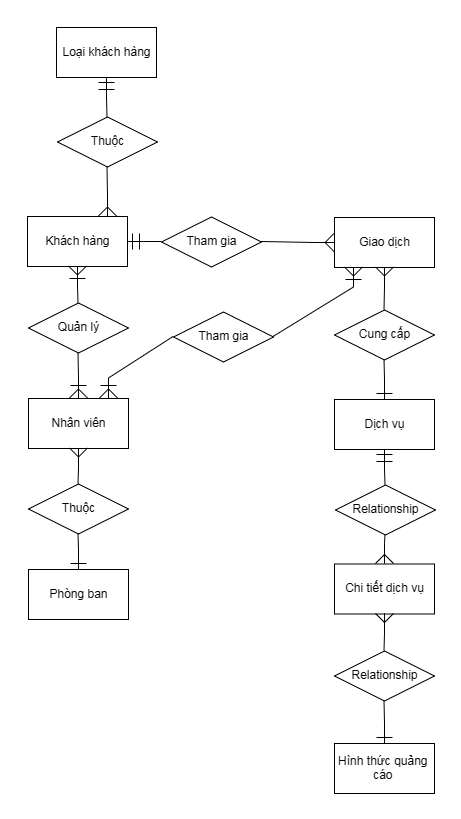 Loại khách hàng
Thuộc
Khách hàng
Tham gia
Giao dịch
Quản lý
Tham gia
Cung cấp
Nhân viên
Dịch vụ
Thuộc
Relationship
Phòng ban
Chi tiết dịch vụ
Relationship
Hình thức quảng
cáo